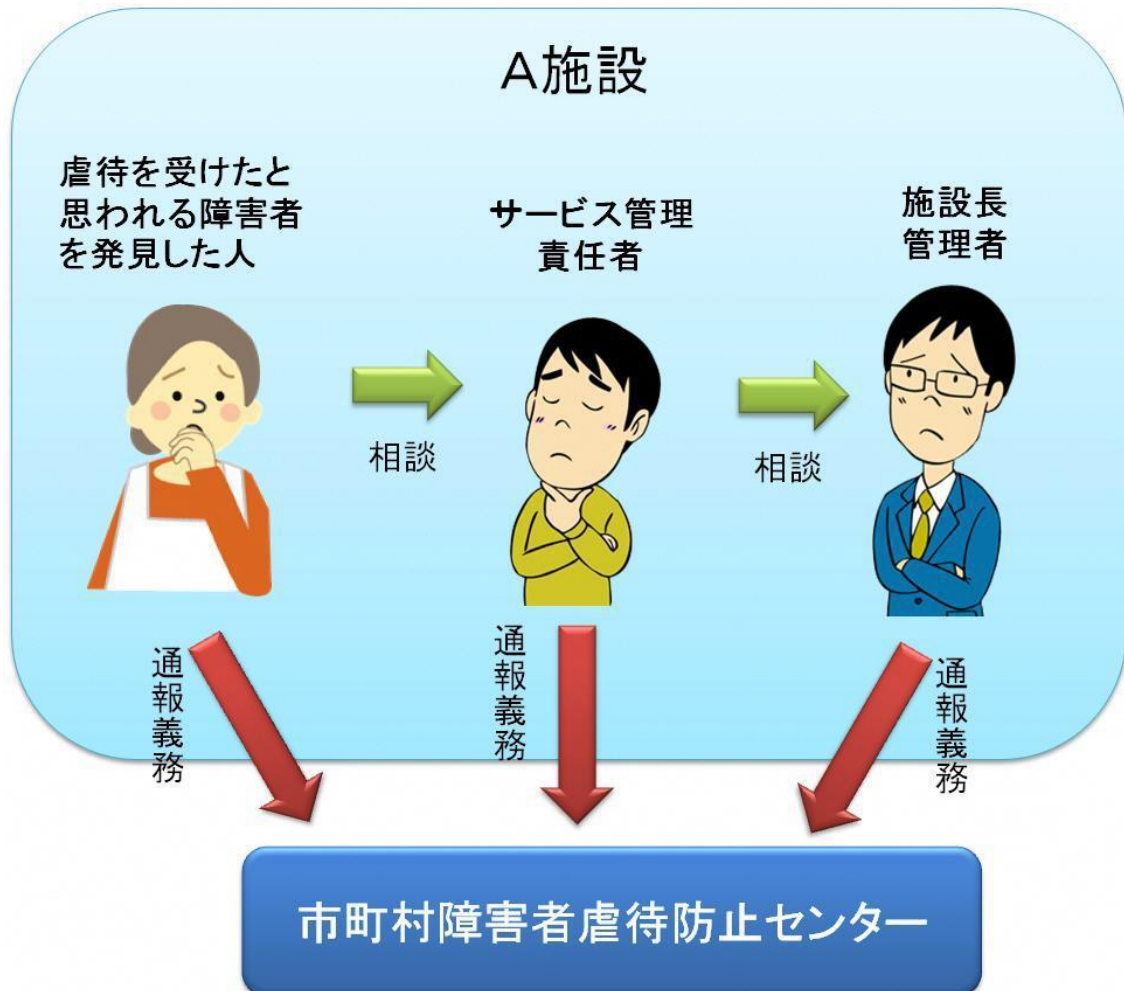 A施設
虐待を受けたと
思われる障害者
を発見した人
サービス管理
責任者
施設長
管理者
相談
相談
通報義務
通報義務
通報義務
市町村障害者虐待防止センター